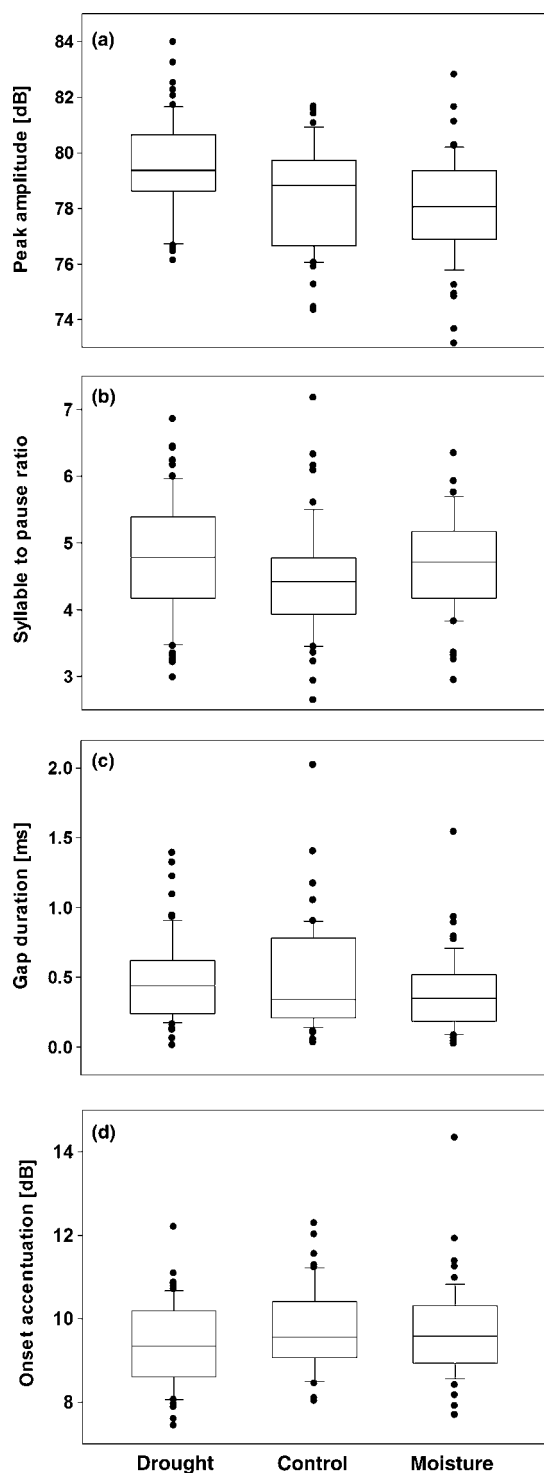 (a)
Peak amplitude [dB]
84
82
80
78
76
74
(b)
Syllable to pause ratio
7
6
5
4
3
(c)
Gap duration [ms]
2.0
1.5
1.0
0.5
0.0
(d)
Onset accentuation [dB]
14
12
10
8
Drought Control Moisture